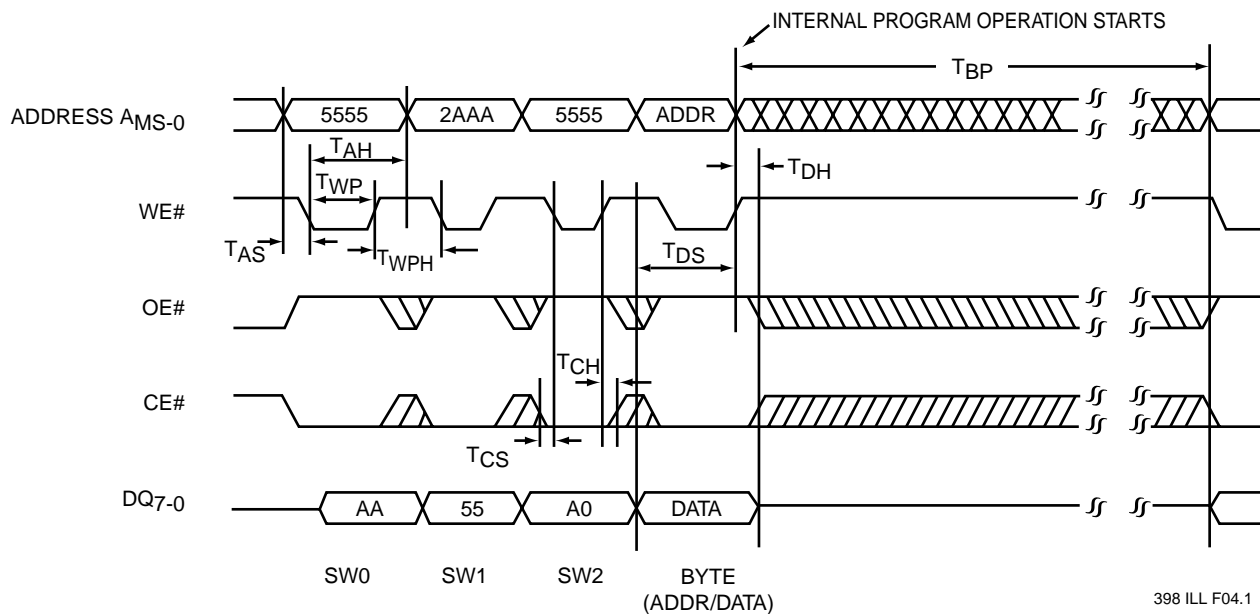 INTERNAL PROGRAM OPERATION STARTS
TBP
ADDRESS AMS-0
5555
2AAA
5555
ADDR
TAH
TDH
TWP
WE#
TAS
TWPH
TDS
OE#
TCH
CE#
TCS
DQ7-0
AA
55
A0
DATA
SW0
SW1
SW2
BYTE
(ADDR/DATA)
398 ILL F04.1